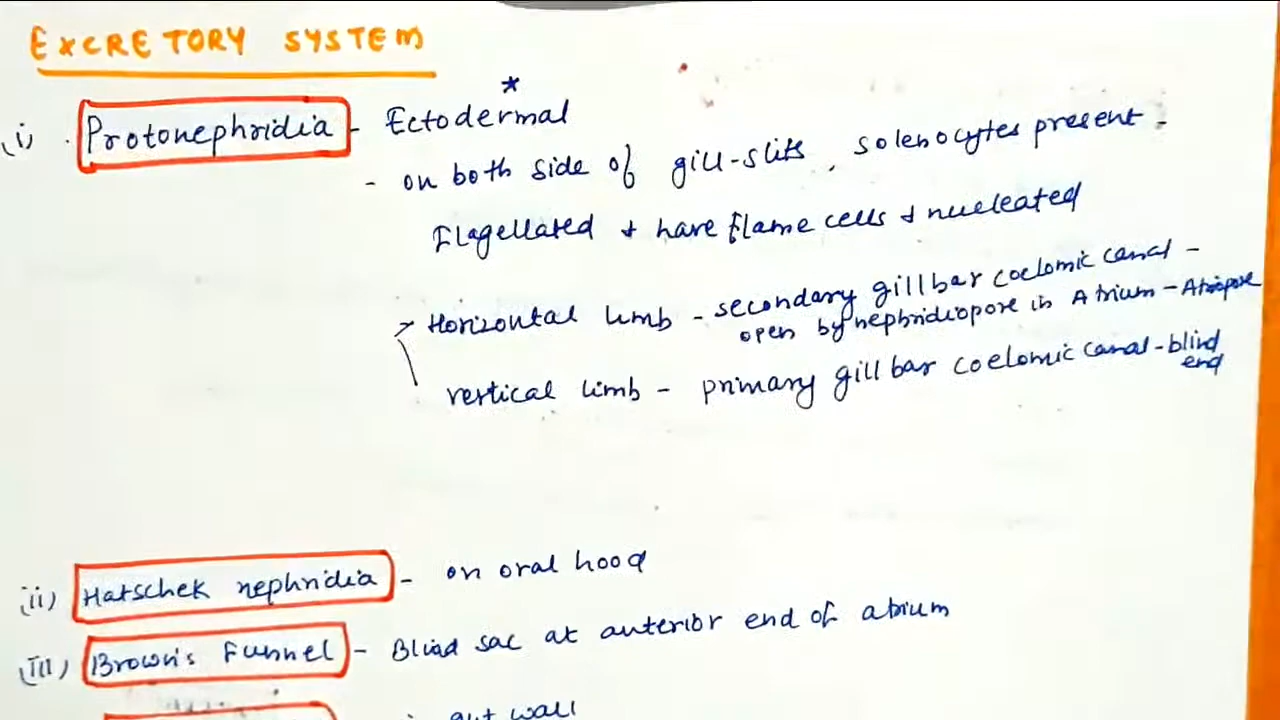 EXCRETORY SYSTEM
(i) . Protonephridia - Ectodermal *
- on both side of gill-slits, solenocytes present -
Flagellated + have flame cells + nucleated
Horizontal limb - secondary gill bar coelomic canal -
open by nephridiopore in Atrium - Atriopore
vertical limb - primary gill bar coelomic canal - blind
end
(ii) Hatschek nephridia - on oral hood
(III) Brown's Funnel - Blind sac at anterior end of atrium
gut wall